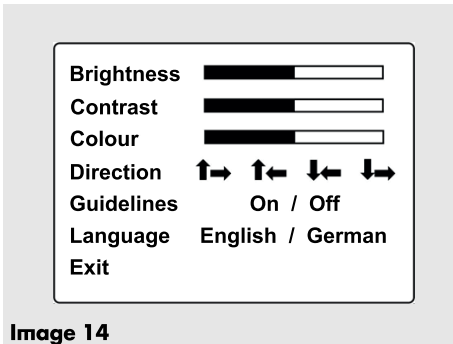 Brightness
Contrast
Colour
Direction
Guidelines On / Off
Language English / German
Exit
Image 14